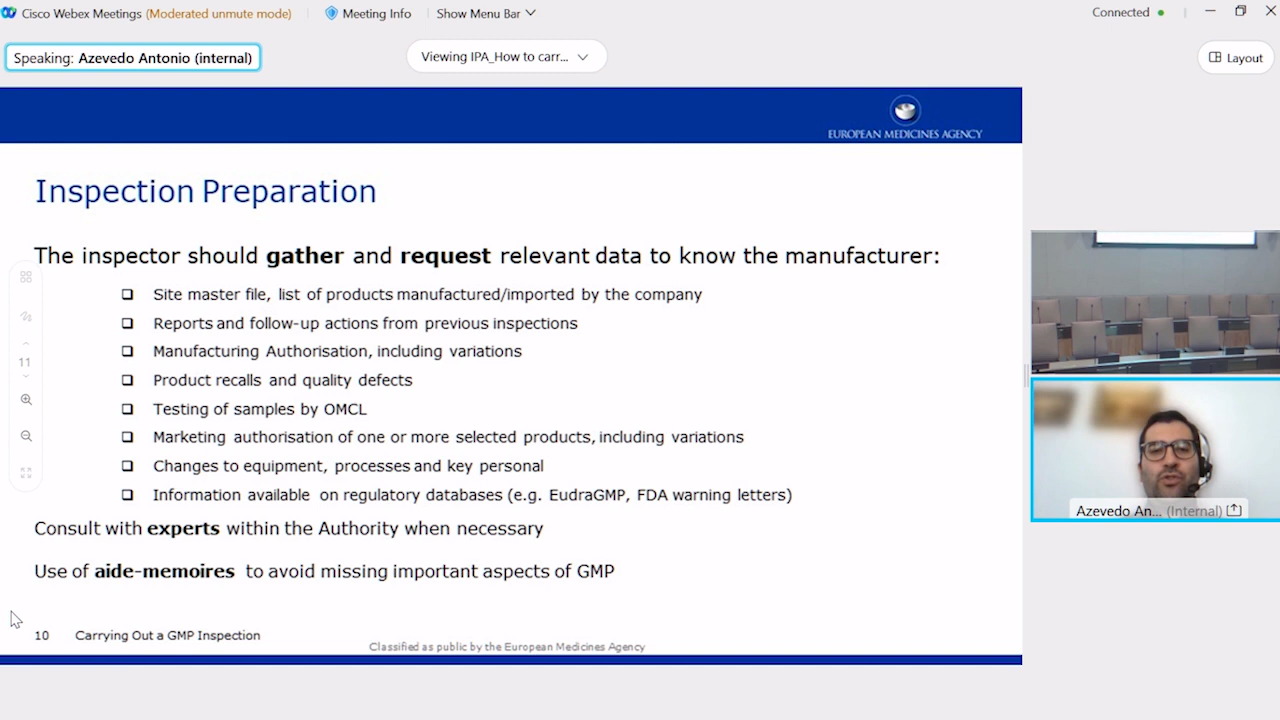 Cisco Webex Meetings (Moderated unmute mode)
Meeting Info
Show Menu Bar
Connected
Speaking: Azevedo Antonio (internal)
Viewing IPA_How to carr...
Layout
EUROPEAN MEDICINES AGENCY
Inspection Preparation
The inspector should gather and request relevant data to know the manufacturer:
Site master file, list of products manufactured/imported by the company
Reports and follow-up actions from previous inspections
Manufacturing Authorisation, including variations
11
Product recalls and quality defects
Testing of samples by OMCL
Marketing authorisation of one or more selected products, including variations
Changes to equipment, processes and key personal
Information available on regulatory databases (e.g. EudraGMP, FDA warning letters)
Consult with experts within the Authority when necessary
Use of aide-memoires to avoid missing important aspects of GMP
10 Carrying Out a GMP Inspection
Classified as public by the European Medicines Agency
Azevedo An... (Internal)